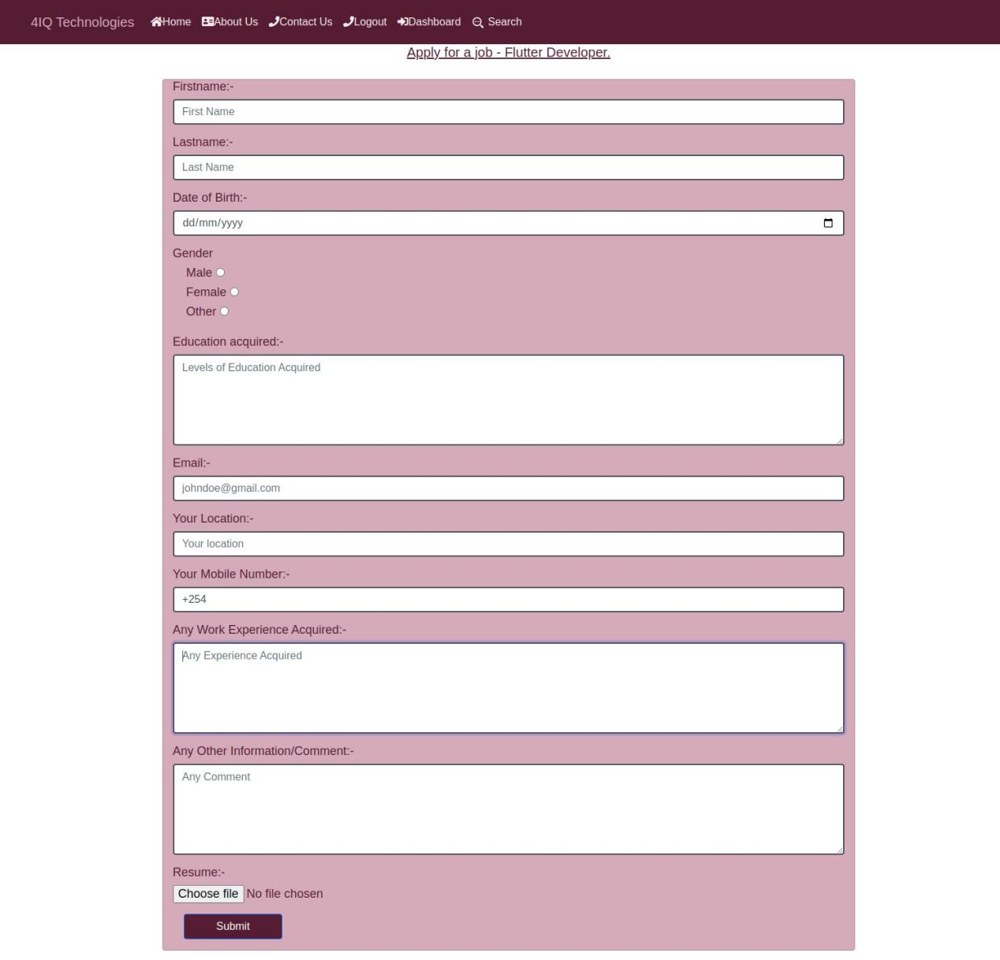 4IQ Technologies Home About Us Contact Us Logout Dashboard Search
Apply for a job - Flutter Developer.
Firstname:-
First Name
Lastname:-
Last Name
Date of Birth:-
dd/mm/yyyy
Gender
Male
Female
Other
Education acquired:-
Levels of Education Acquired
Email:-
johndoe@gmail.com
Your Location:-
Your location
Your Mobile Number:-
+254
Any Work Experience Acquired:-
Any Experience Acquired
Any Other Information/Comment:-
Any Comment
Resume:-
Choose file No file chosen
Submit